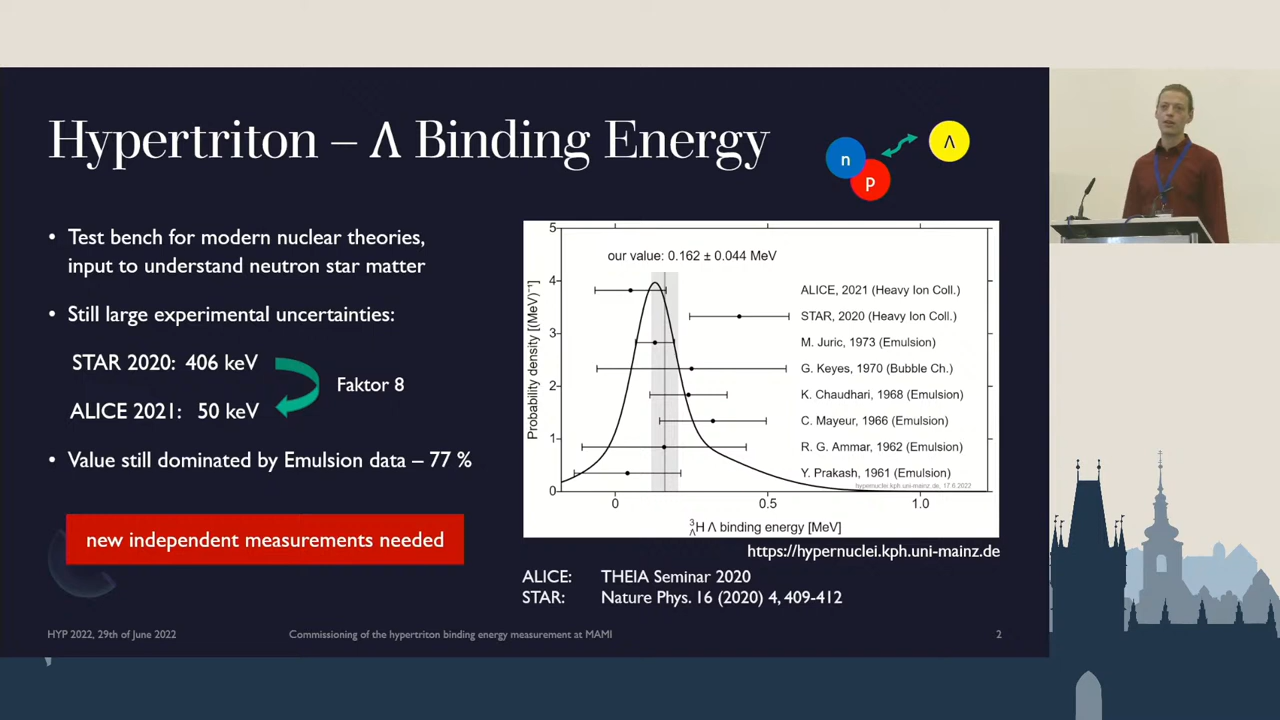 Hypertriton – Λ Binding Energy
n
p
Λ
• Test bench for modern nuclear theories,
input to understand neutron star matter
• Still large experimental uncertainties:
STAR 2020: 406 keV
ALICE 2021: 50 keV
Faktor 8
• Value still dominated by Emulsion data – 77 %
new independent measurements needed
our value: 0.162 ± 0.044 MeV
Probability density [(MeV)⁻¹]
5
4
3
2
1
0
ALICE, 2021 (Heavy Ion Coll.)
STAR, 2020 (Heavy Ion Coll.)
M. Juric, 1973 (Emulsion)
G. Keyes, 1970 (Bubble Ch.)
K. Chaudhari, 1968 (Emulsion)
C. Mayeur, 1966 (Emulsion)
R. G. Ammar, 1962 (Emulsion)
Y. Prakash, 1961 (Emulsion)
hypernuclei.kph.uni-mainz.de, 17.6.2022
0 0.5 1.0
³ΛH Λ binding energy [MeV]
https://hypernuclei.kph.uni-mainz.de
ALICE: THEIA Seminar 2020
STAR: Nature Phys. 16 (2020) 4, 409-412
HYP 2022, 29th of June 2022 Commissioning of the hypertriton binding energy measurement at MAMI 2